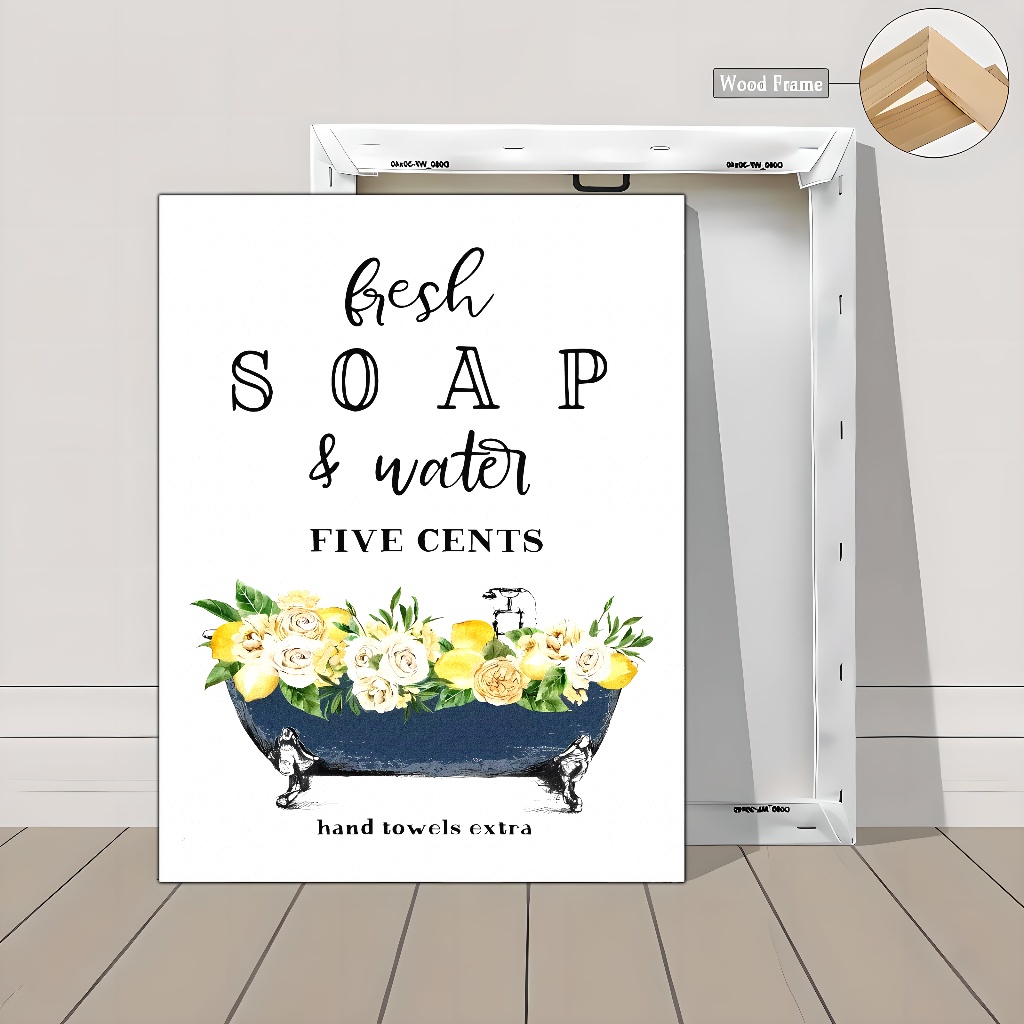 Wood Frame
fresh
SOAP
& water
FIVE CENTS
hand towels extra